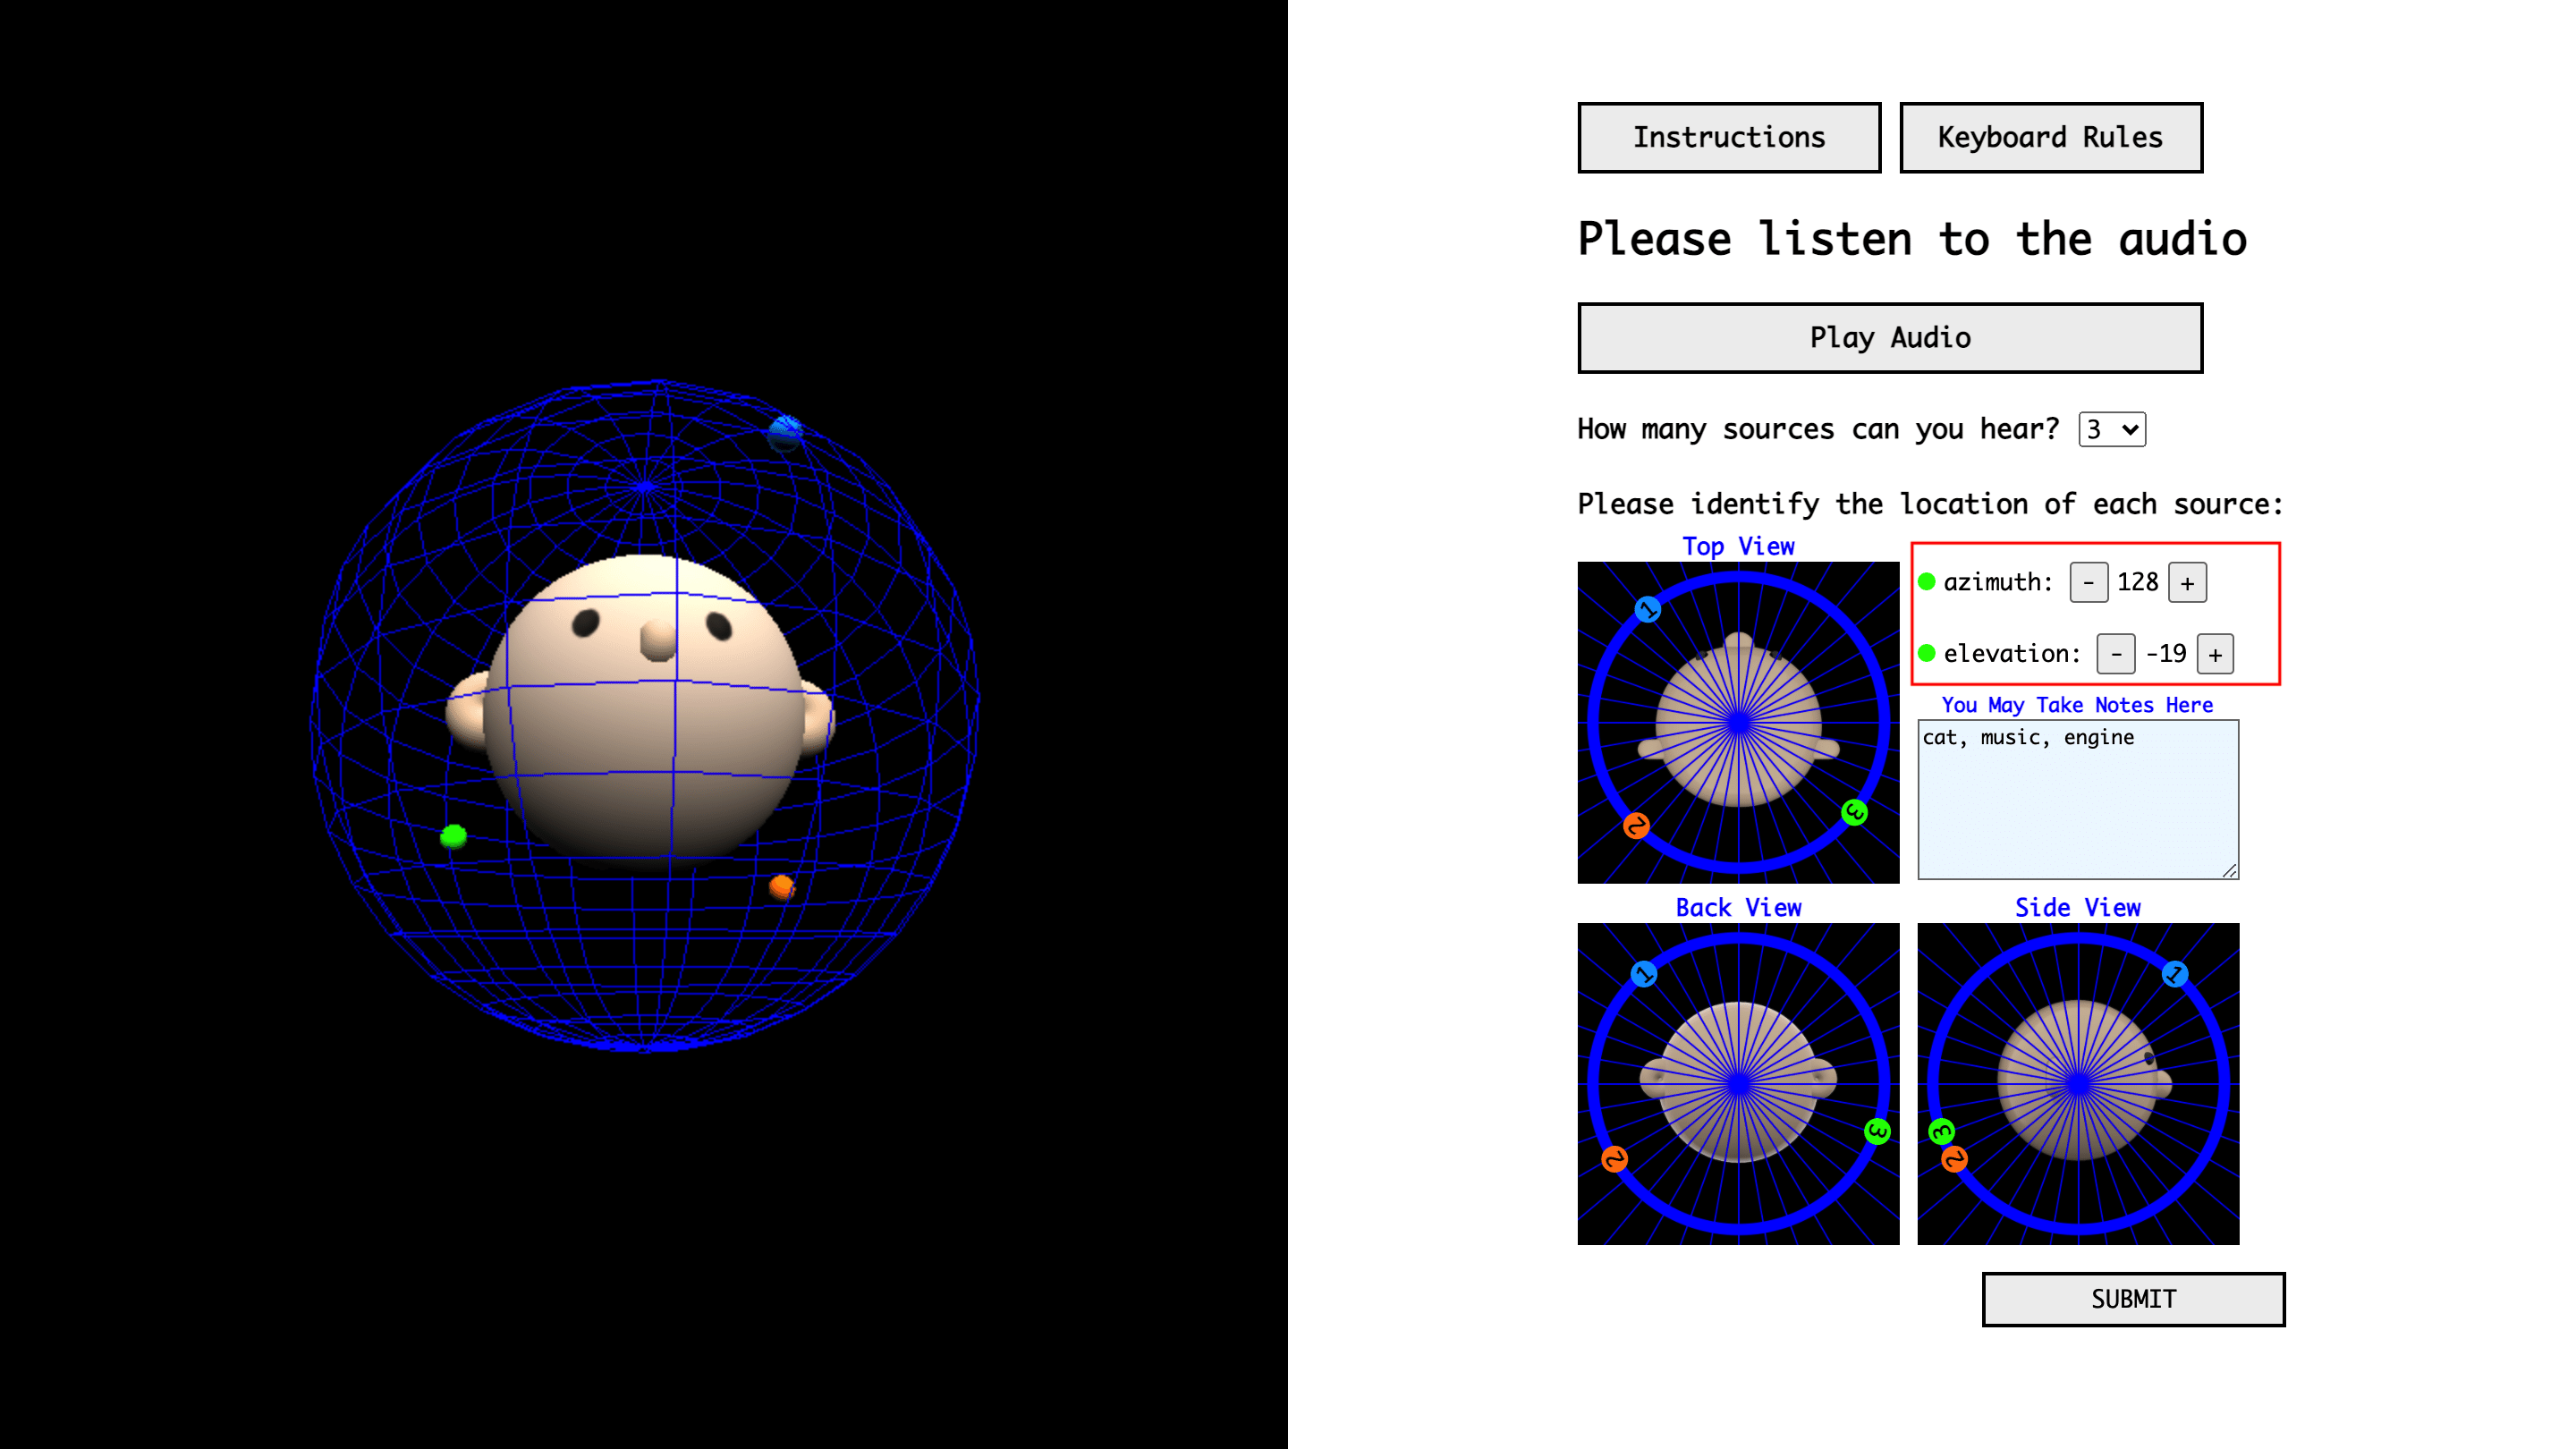 Instructions
Keyboard Rules
Please listen to the audio
Play Audio
How many sources can you hear? 3
Please identify the location of each source:
Top View
1
2
3
azimuth: - 128 +
elevation: - -19 +
You May Take Notes Here
cat, music, engine
Back View
1
2
3
Side View
1
3
2
SUBMIT